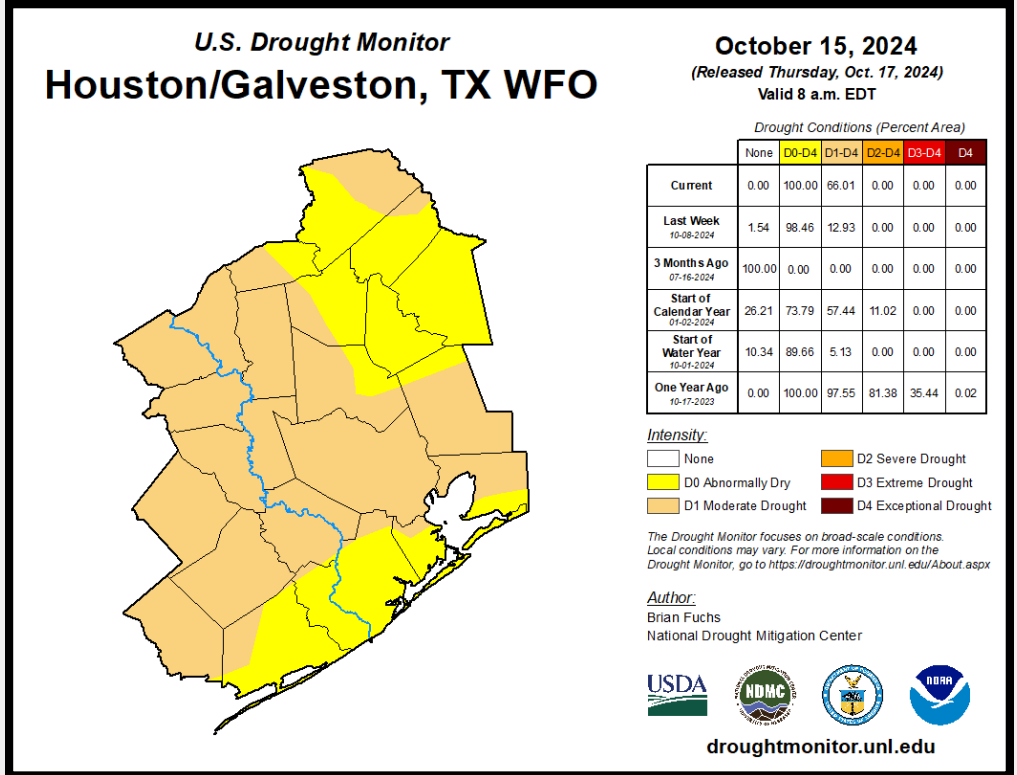 U.S. Drought Monitor
Houston/Galveston, TX WFO
October 15, 2024
(Released Thursday, Oct. 17, 2024)
Valid 8 a.m. EDT
Drought Conditions (Percent Area)
None D0-D4 D1-D4 D2-D4 D3-D4 D4
Current 0.00 100.00 66.01 0.00 0.00 0.00
Last Week
10-08-2024 1.54 98.46 12.93 0.00 0.00 0.00
3 Months Ago
07-16-2024 100.00 0.00 0.00 0.00 0.00 0.00
Start of
Calendar Year
01-02-2024 26.21 73.79 57.44 11.02 0.00 0.00
Start of
Water Year
10-01-2024 10.34 89.66 5.13 0.00 0.00 0.00
One Year Ago
10-17-2023 0.00 100.00 97.55 81.38 35.44 0.02
Intensity:
None
D0 Abnormally Dry
D1 Moderate Drought
D2 Severe Drought
D3 Extreme Drought
D4 Exceptional Drought
The Drought Monitor focuses on broad-scale conditions.
Local conditions may vary. For more information on the
Drought Monitor, go to https://droughtmonitor.unl.edu/About.aspx
Author:
Brian Fuchs
National Drought Mitigation Center
USDA
NDMC
NOAA
droughtmonitor.unl.edu